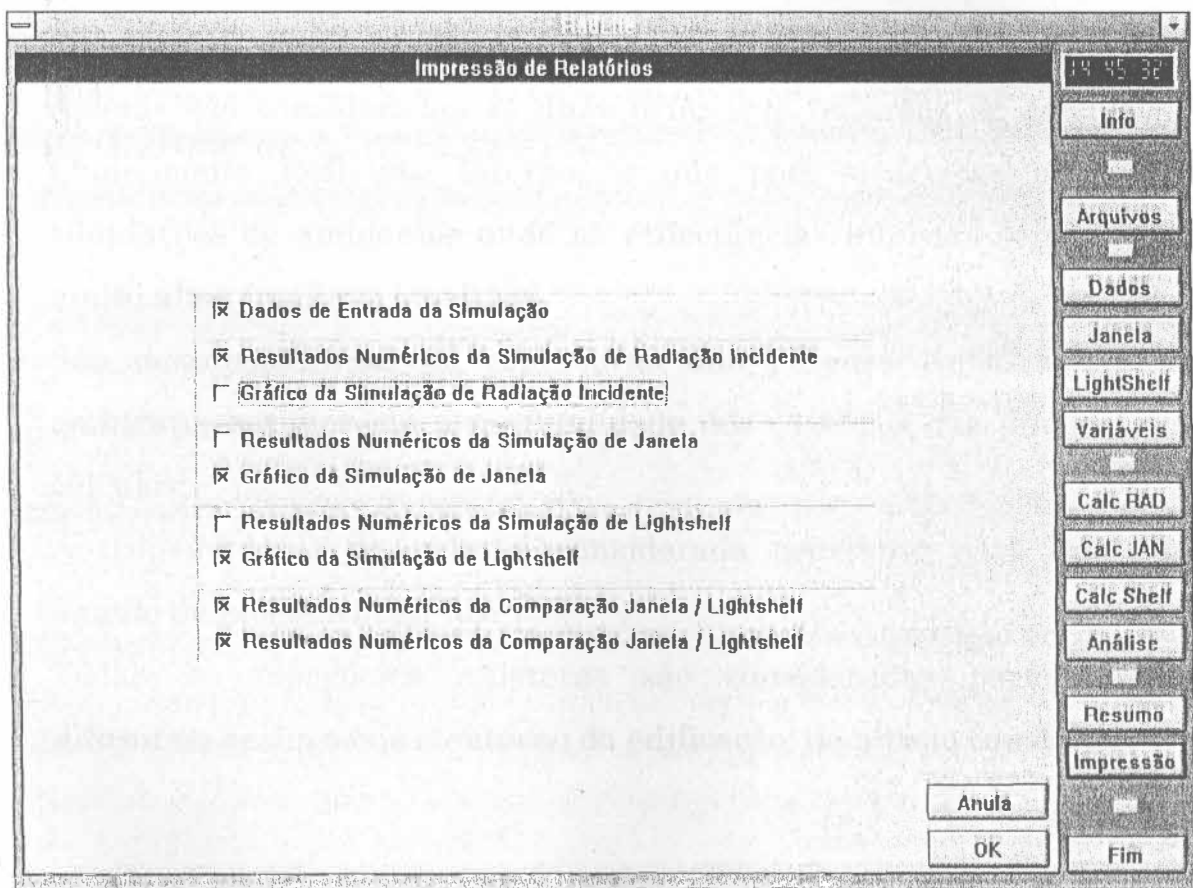 Impressão de Relatórios
14 45 32
Info
Arquivos
Dados
Janela
LightShelf
Variáveis
Calc RAD
Calc JAN
Calc Shelf
Análise
Resumo
Impressão
Fim
Dados de Entrada da Simulação
Resultados Numéricos da Simulação de Radiação Incidente
Gráfico da Simulação de Radiação Incidente
Resultados Numéricos da Simulação de Janela
Gráfico da Simulação de Janela
Resultados Numéricos da Simulação de Lightshelf
Gráfico da Simulação de Lightshelf
Resultados Numéricos da Comparação Janela / Lightshelf
Resultados Numéricos da Comparação Janela / Lightshelf
Anula
OK